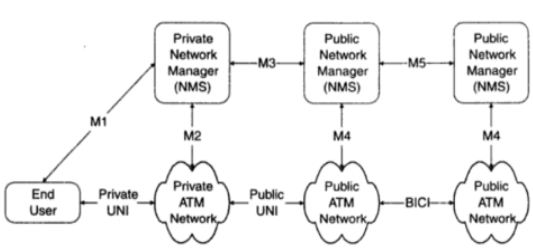 Private
Network
Manager
(NMS)
Public
Network
Manager
(NMS)
Public
Network
Manager
(NMS)
M3
M5
M1
M2
M4
M4
End
User
Private
UNI
Private
ATM
Network
Public
UNI
Public
ATM
Network
BICI
Public
ATM
Network